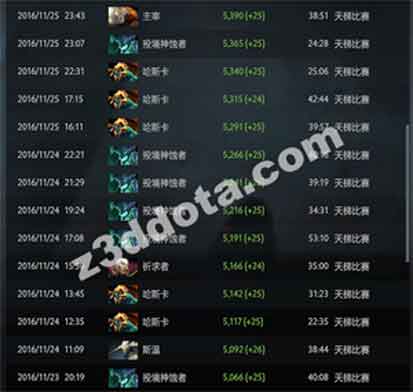 2016/11/25 23:43 主宰 5,390 (+25) 38:51 天梯比赛
2016/11/25 23:07 殁境神蚀者 5,365 (+25) 24:28 天梯比赛
2016/11/25 22:31 哈斯卡 5,340 (+25) 25:06 天梯比赛
2016/11/25 17:15 哈斯卡 5,315 (+24) 42:44 天梯比赛
2016/11/25 16:11 哈斯卡 5,291 (+25) 39:57 天梯比赛
2016/11/24 22:21 殁境神蚀者 5,266 (+25) 天梯比赛
2016/11/24 21:29 殁境神蚀者 (+25) 39:19 天梯比赛
2016/11/24 19:24 殁境神蚀者 5,216 (+25) 34:31 天梯比赛
2016/11/24 17:08 殁境神蚀者 5,191 (+25) 53:10 天梯比赛
2016/11/24 祈求者 5,166 (+24) 35:00 天梯比赛
2016/11/24 13:45 哈斯卡 5,142 (+25) 31:23 天梯比赛
2016/11/24 12:35 哈斯卡 5,117 (+25) 22:35 天梯比赛
2016/11/24 11:09 斯温 5,092 (+26) 38:44 天梯比赛
2016/11/23 20:19 殁境神蚀者 5,066 (+25) 40:08 天梯比赛
z3ddota.com